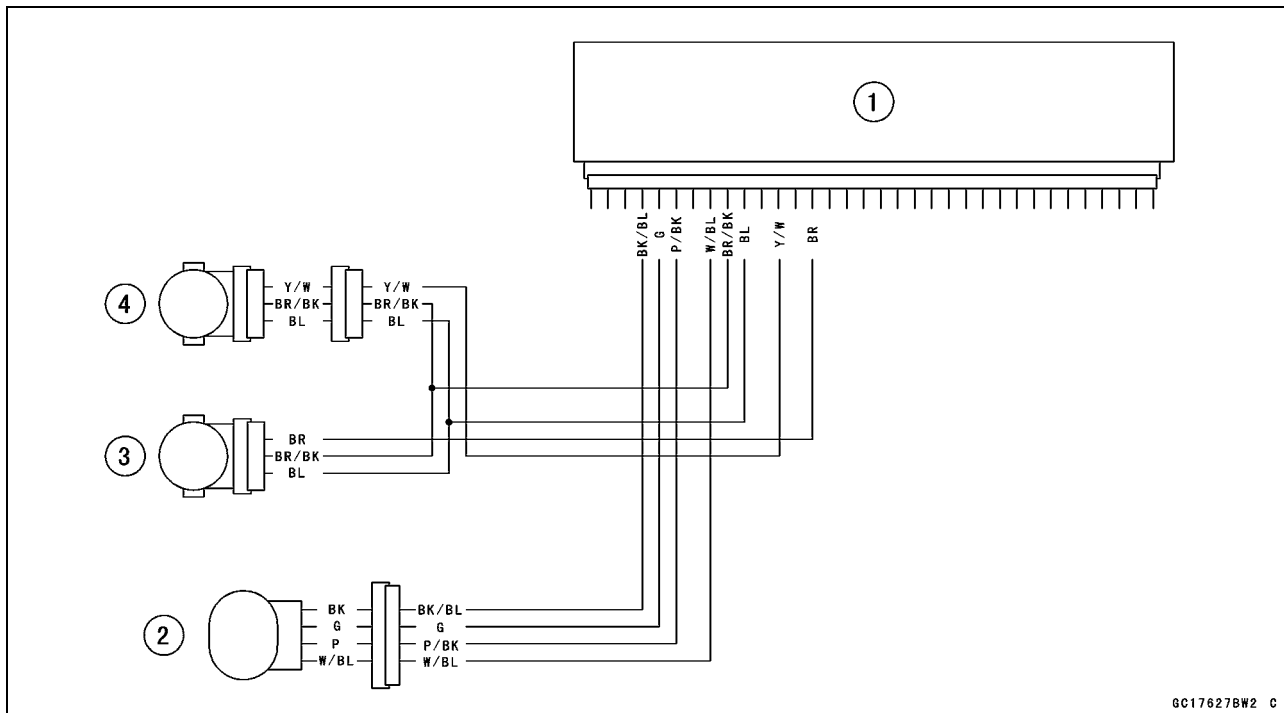 1
BK/BL
G
P/BK
W/BL
BR/BK
BL
Y/W
BR
4
Y/W Y/W
BR/BK BR/BK
BL BL
3
BR
BR/BK
BL
2
BK BK/BL
G G
P P/BK
W/BL W/BL
GC17627BW2 C